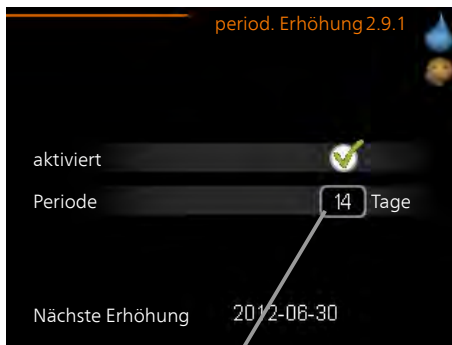 period. Erhöhung 2.9.1
aktiviert
Periode 14 Tage
Nächste Erhöhung 2012-06-30